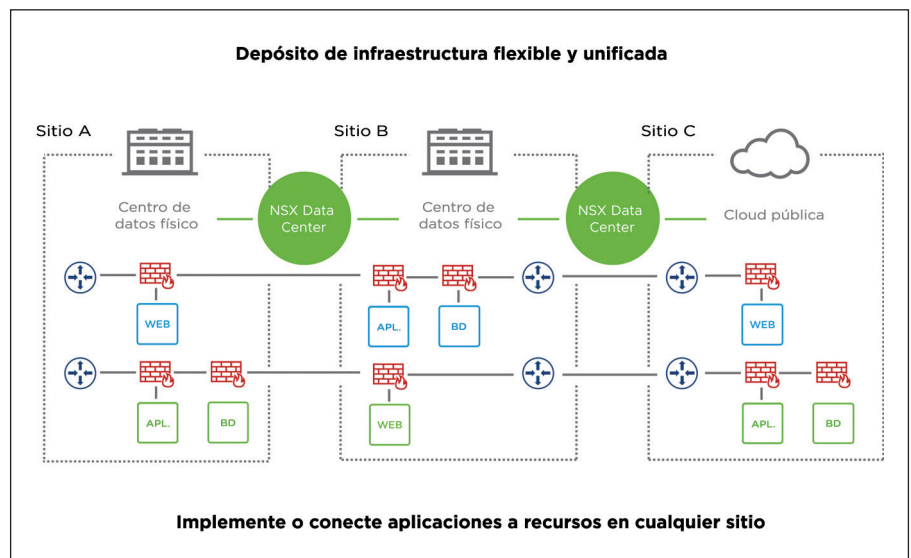 Depósito de infraestructura flexible y unificada
Sitio A
Sitio B
Sitio C
Centro de
datos físico
NSX Data
Center
Centro de
datos físico
NSX Data
Center
Cloud pública
WEB
APL.
BD
WEB
APL.
BD
WEB
APL.
BD
Implemente o conecte aplicaciones a recursos en cualquier sitio